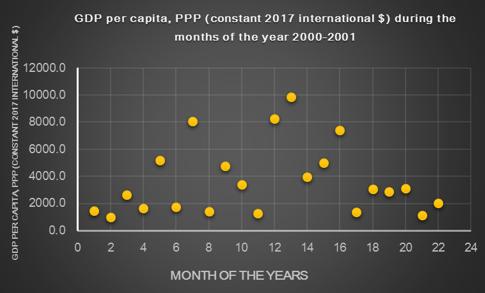 GDP per capita, PPP (constant 2017 international $) during the
months of the year 2000-2001
GDP PER CAPITA, PPP (CONSTANT 2017 INTERNATIONAL $)
12000.0
10000.0
8000.0
6000.0
4000.0
2000.0
0.0
0 2 4 6 8 10 12 14 16 18 20 22 24
MONTH OF THE YEARS